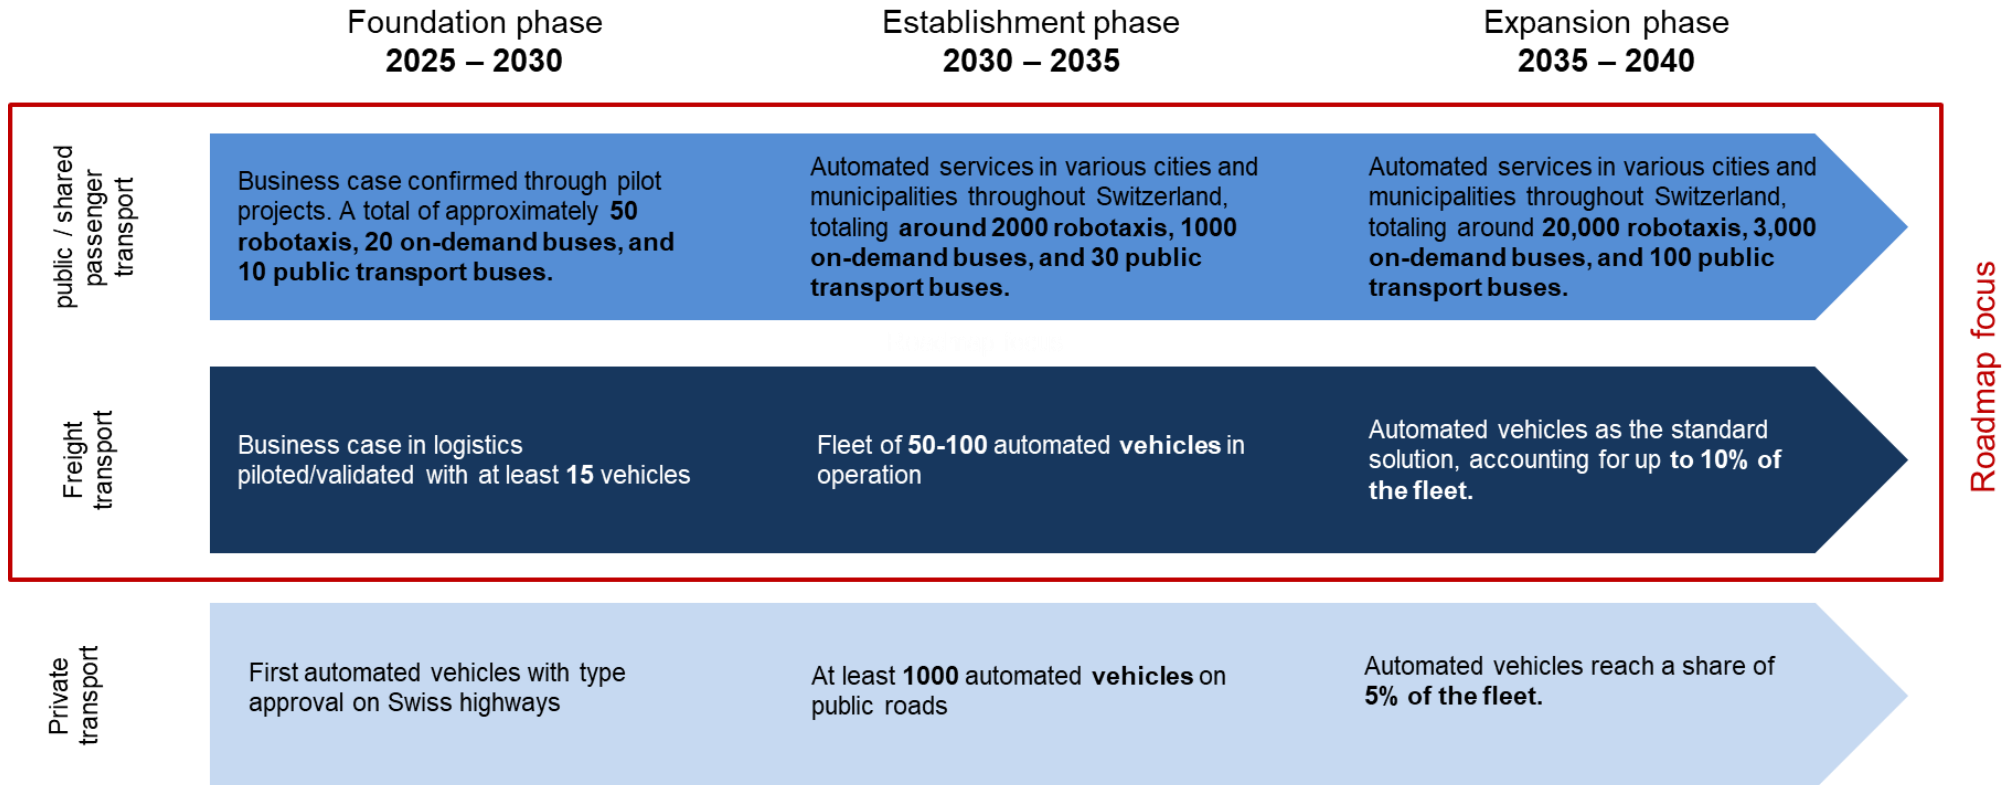 Foundation phase
2025 – 2030
Establishment phase
2030 – 2035
Expansion phase
2035 – 2040
public / shared
passenger
transport
Business case confirmed through pilot
projects. A total of approximately 50
robotaxis, 20 on-demand buses, and
10 public transport buses.
Automated services in various cities and
municipalities throughout Switzerland,
totaling around 2000 robotaxis, 1000
on-demand buses, and 30 public
transport buses.
Automated services in various cities and
municipalities throughout Switzerland,
totaling around 20,000 robotaxis, 3,000
on-demand buses, and 100 public
transport buses.
Freight
transport
Business case in logistics
piloted/validated with at least 15 vehicles
Fleet of 50-100 automated vehicles in
operation
Automated vehicles as the standard
solution, accounting for up to 10% of
the fleet.
Roadmap focus
Private
transport
First automated vehicles with type
approval on Swiss highways
At least 1000 automated vehicles on
public roads
Automated vehicles reach a share of
5% of the fleet.